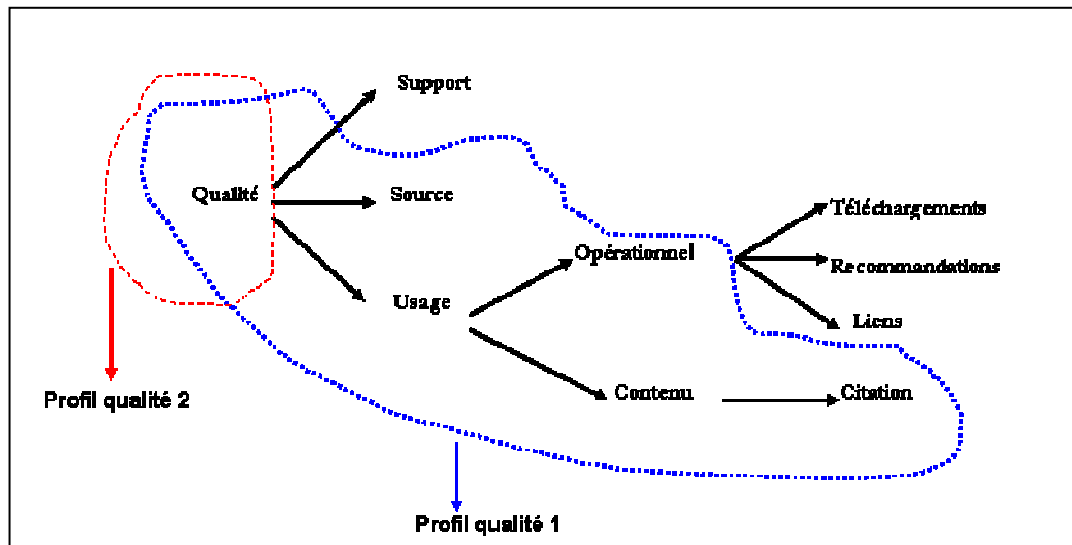 Support
Qualité
Source
Téléchargements
Opérationnel
Recommandations
Usage
Liens
Profil qualité 2
Contenu
Citation
Profil qualité 1